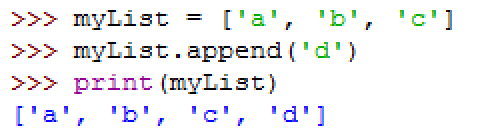 >>> myList = ['a', 'b', 'c']
>>> myList.append('d')
>>> print(myList)
['a', 'b', 'c', 'd']